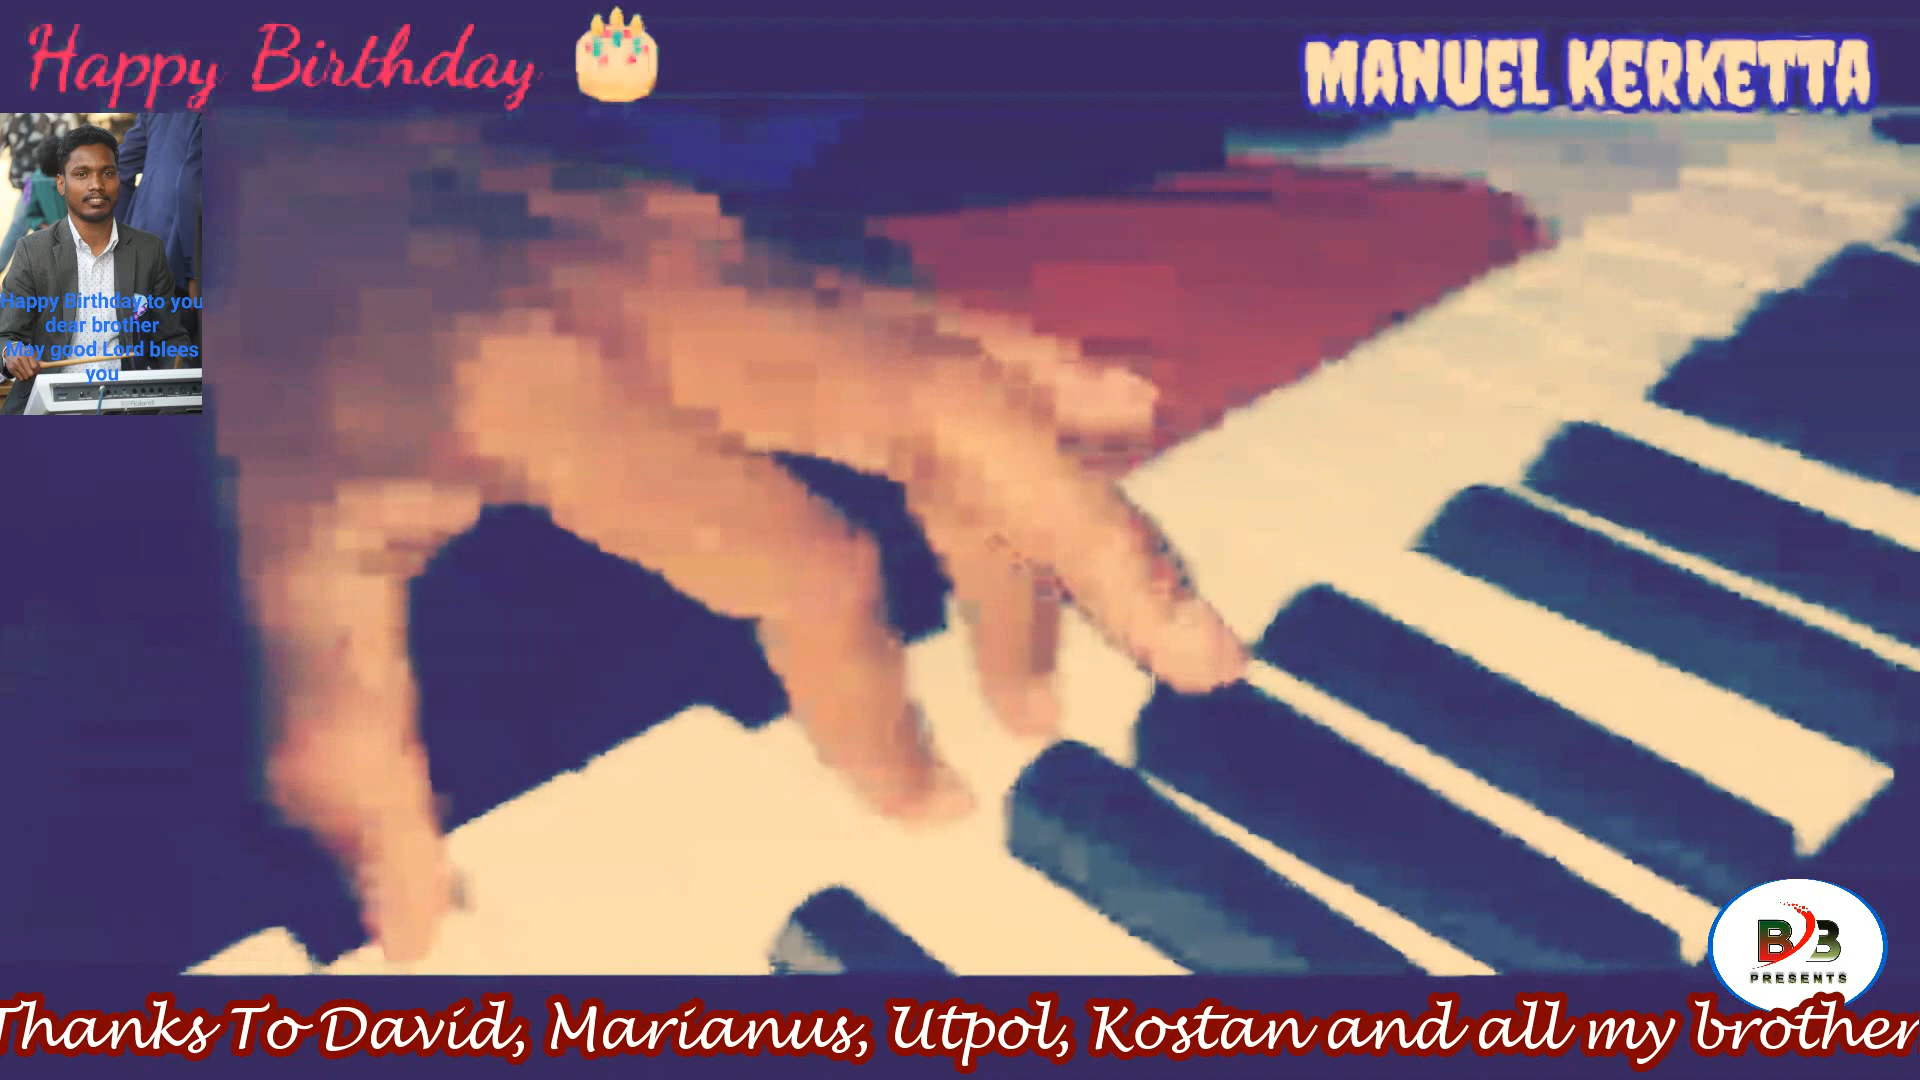 Happy Birthday
MANUEL KERKETTA
Happy Birthday to you
dear brother
May good Lord blees
you
Roland
B B
PRESENTS
Thanks To David, Marianus, Utpol, Kostan and all my brother